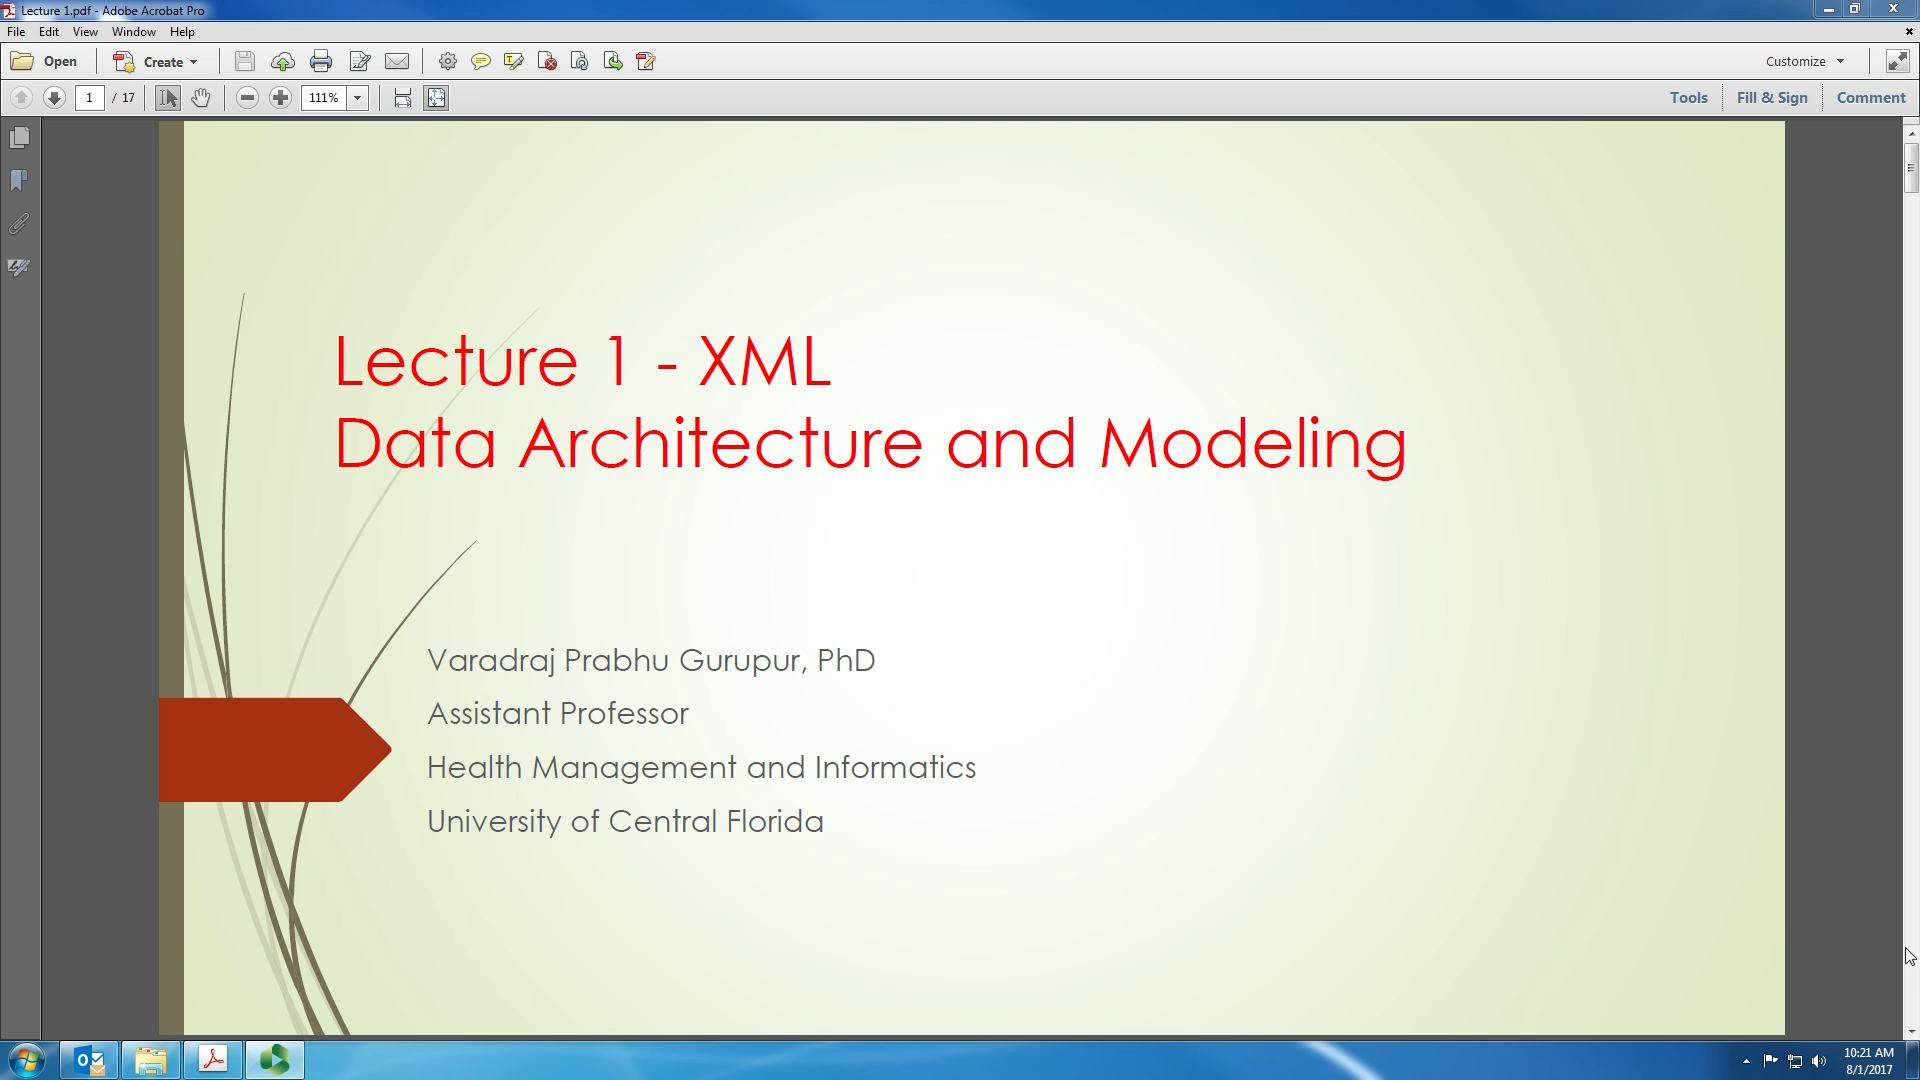 Lecture 1.pdf - Adobe Acrobat Pro
File Edit View Window Help
Open Create Customize
1 / 17 111% Tools Fill & Sign Comment
Lecture 1 - XML
Data Architecture and Modeling
Varadraj Prabhu Gurupur, PhD
Assistant Professor
Health Management and Informatics
University of Central Florida
10:21 AM
8/1/2017